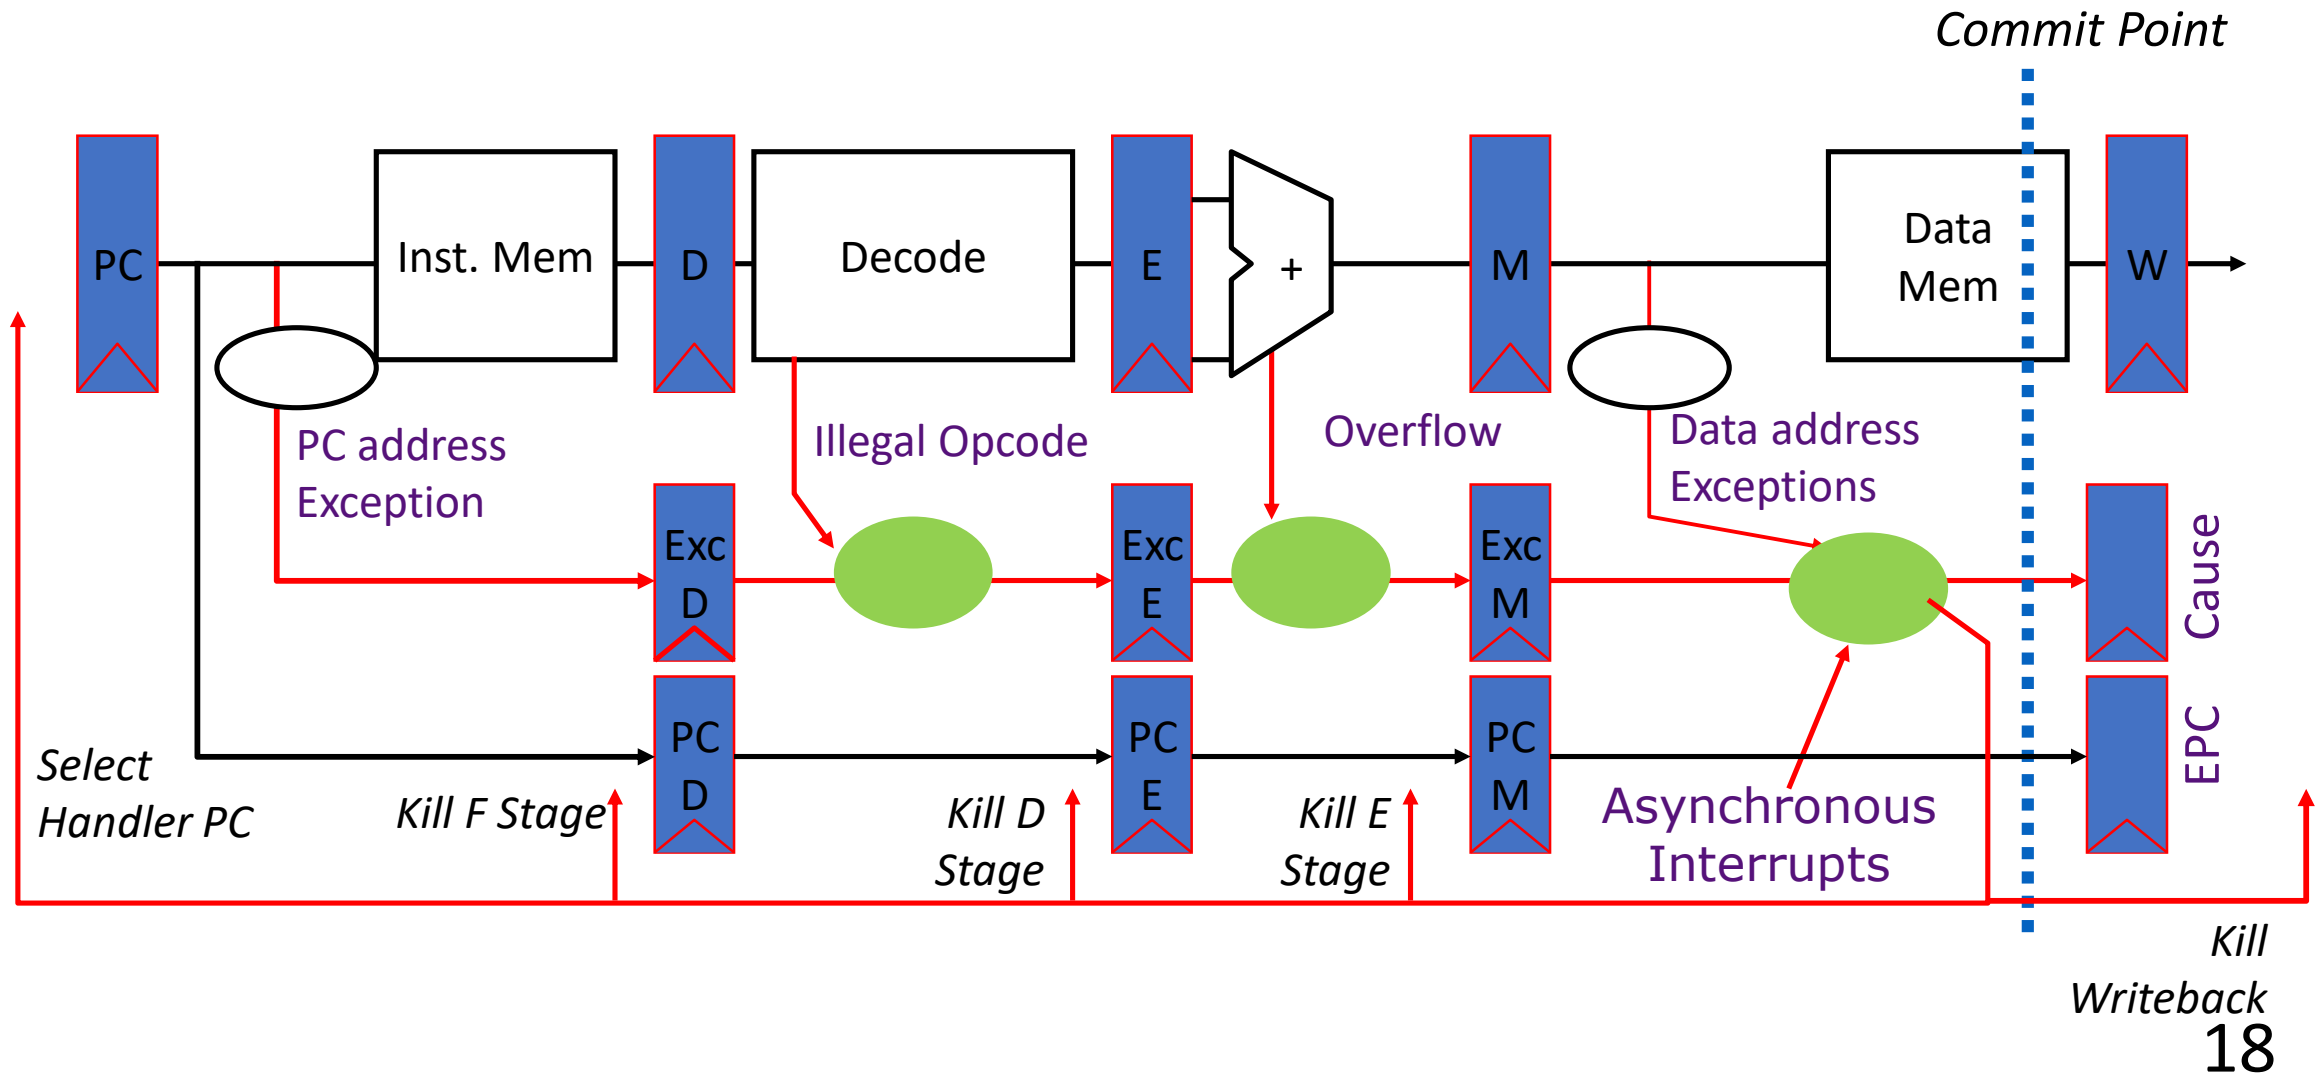 Commit Point
PC
Inst. Mem
D
Decode
E
+
M
Data
Mem
W
PC address
Exception
Illegal Opcode
Overflow
Data address
Exceptions
Exc
D
Exc
E
Exc
M
Cause
PC
D
PC
E
PC
M
EPC
Select
Handler PC
Kill F Stage
Kill D
Stage
Kill E
Stage
Asynchronous
Interrupts
Kill
Writeback
18